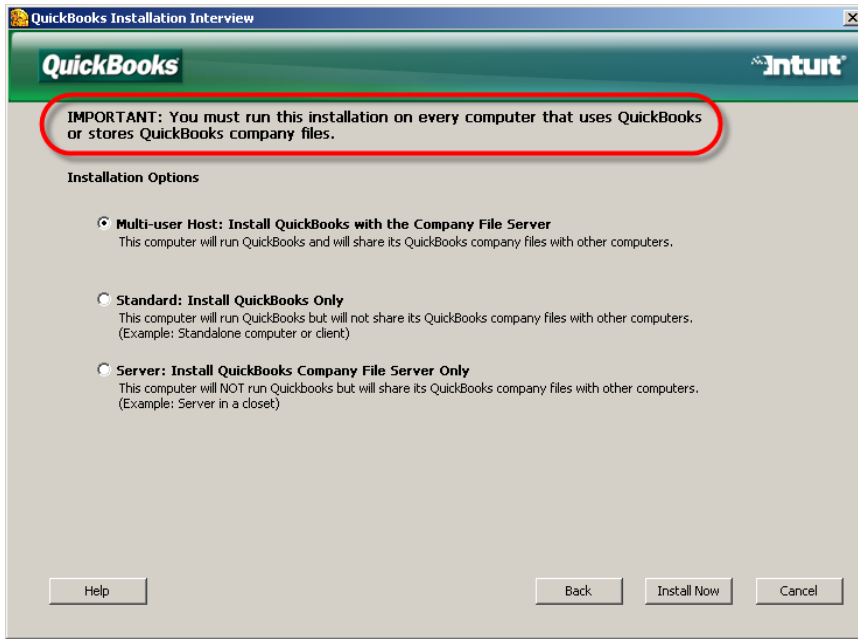 QuickBooks Installation Interview
QuickBooks
Intuit
IMPORTANT: You must run this installation on every computer that uses QuickBooks
or stores QuickBooks company files.
Installation Options
Multi-user Host: Install QuickBooks with the Company File Server
This computer will run QuickBooks and will share its QuickBooks company files with other computers.
Standard: Install QuickBooks Only
This computer will run QuickBooks but will not share its QuickBooks company files with other computers.
(Example: Standalone computer or client)
Server: Install QuickBooks Company File Server Only
This computer will NOT run Quickbooks but will share its QuickBooks company files with other computers.
(Example: Server in a closet)
Help
Back
Install Now
Cancel